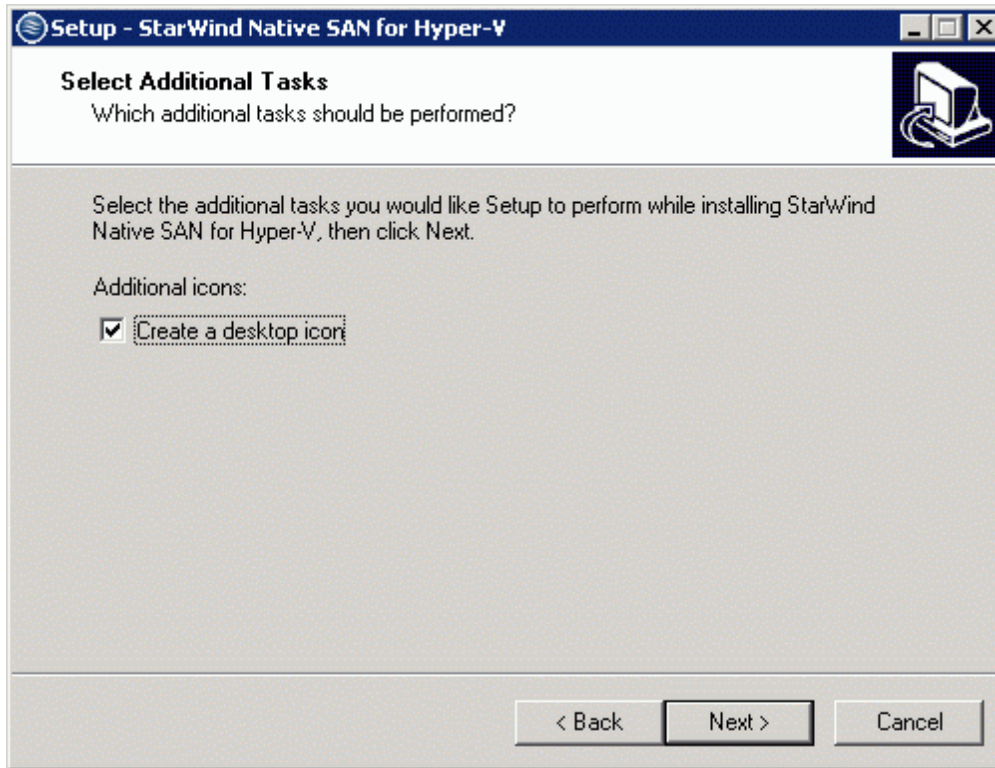 Setup - StarWind Native SAN for Hyper-V
Select Additional Tasks
Which additional tasks should be performed?
Select the additional tasks you would like Setup to perform while installing StarWind
Native SAN for Hyper-V, then click Next.
Additional icons:
Create a desktop icon
< Back Next > Cancel